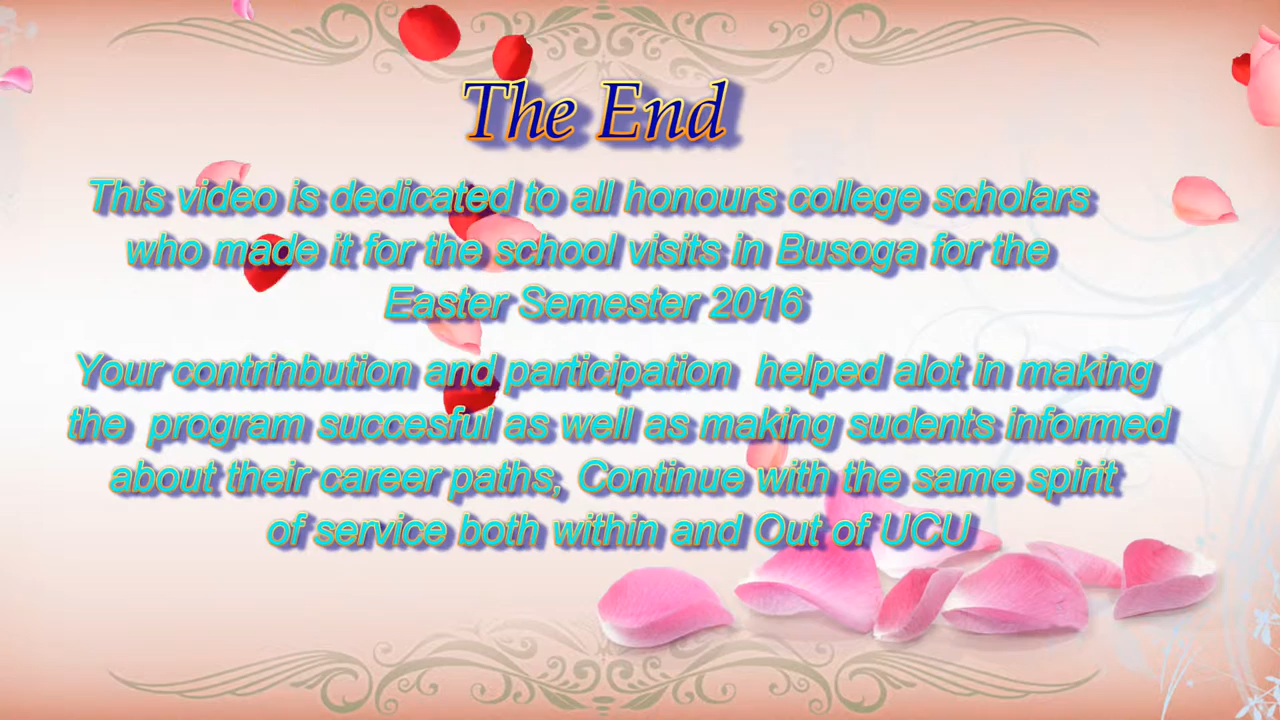 The End
This video is dedicated to all honours college scholars
who made it for the school visits in Busoga for the
Easter Semester 2016
Your contrinbution and participation  helped alot in making
the  program succesful as well as making sudents informed
about their career paths, Continue with the same spirit
of service both within and Out of UCU